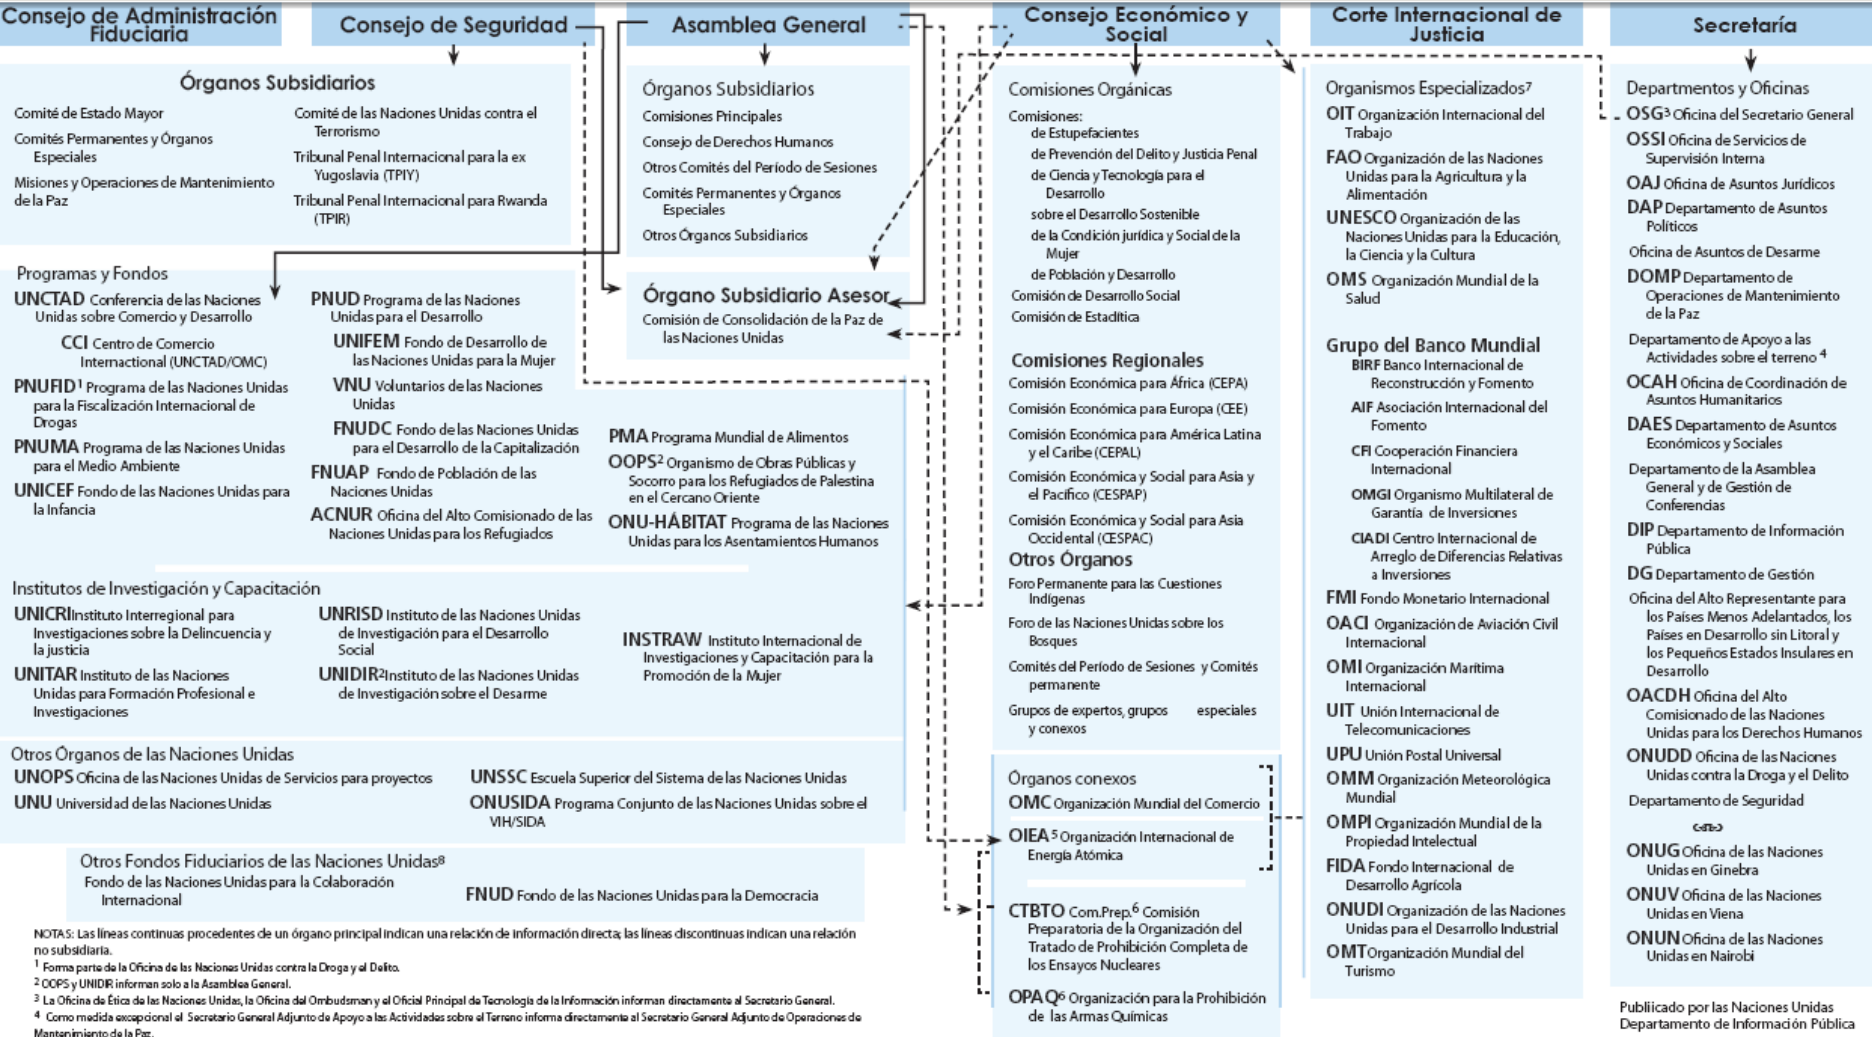 Consejo de Administración
Fiduciaria
Consejo de Seguridad
Asamblea General
Consejo Económico y
Social
Corte Internacional de
Justicia
Secretaría
Órganos Subsidiarios
Comité de Estado Mayor
Comités Permanentes y Órganos
Especiales
Misiones y Operaciones de Mantenimiento
de la Paz
Comité de las Naciones Unidas contra el
Terrorismo
Tribunal Penal Internacional para la ex
Yugoslavia (TPIY)
Tribunal Penal Internacional para Rwanda
(TPIR)
Órganos Subsidiarios
Comisiones Principales
Consejo de Derechos Humanos
Otros Comités del Período de Sesiones
Comités Permanentes y Órganos
Especiales
Otros Órganos Subsidiarios
Órgano Subsidiario Asesor
Comisión de Consolidación de la Paz de
las Naciones Unidas
Programas y Fondos
UNCTAD Conferencia de las Naciones
Unidas sobre Comercio y Desarrollo
CCI Centro de Comercio
Internactional (UNCTAD/OMC)
PNUFID¹ Programa de las Naciones Unidas
para la Fiscalización Internacional de
Drogas
PNUMA Programa de las Naciones Unidas
para el Medio Ambiente
UNICEF Fondo de las Naciones Unidas para
la Infancia
PNUD Programa de las Naciones
Unidas para el Desarrollo
UNIFEM Fondo de Desarrollo de
las Naciones Unidas para la Mujer
VNU Voluntarios de las Naciones
Unidas
FNUDC Fondo de las Naciones Unidas
para el Desarrollo de la Capitalización
FNUAP Fondo de Población de las
Naciones Unidas
ACNUR Oficina del Alto Comisionado de las
Naciones Unidas para los Refugiados
PMA Programa Mundial de Alimentos
OOPS² Organismo de Obras Públicas y
Socorro para los Refugiados de Palestina
en el Cercano Oriente
ONU-HÁBITAT Programa de las Naciones
Unidas para los Asentamientos Humanos
Institutos de Investigación y Capacitación
UNICRI Instituto Interregional para
Investigaciones sobre la Delincuencia y
la justicia
UNITAR Instituto de las Naciones
Unidas para Formación Profesional e
Investigaciones
UNRISD Instituto de las Naciones Unidas
de Investigación para el Desarrollo
Social
UNIDIR² Instituto de las Naciones Unidas
de Investigación sobre el Desarme
INSTRAW Instituto Internacional de
Investigaciones y Capacitación para la
Promoción de la Mujer
Otros Órganos de las Naciones Unidas
UNOPS Oficina de las Naciones Unidas de Servicios para proyectos
UNU Universidad de las Naciones Unidas
UNSSC Escuela Superior del Sistema de las Naciones Unidas
ONUSIDA Programa Conjunto de las Naciones Unidas sobre el
VIH/SIDA
Otros Fondos Fiduciarios de las Naciones Unidas⁸
Fondo de las Naciones Unidas para la Colaboración
Internacional
FNUD Fondo de las Naciones Unidas para la Democracia
NOTAS: Las líneas continuas procedentes de un órgano principal indican una relación de información directa; las líneas discontinuas indican una relación
no subsidiaria.
¹ Forma parte de la Oficina de las Naciones Unidas contra la Droga y el Delito.
² OOPS y UNIDIR informan solo a la Asamblea General.
³ La Oficina de Ética de las Naciones Unidas, la Oficina del Ombudsman y el Oficial Principal de Tecnología de la Información informan directamente al Secretario General.
⁴ Como medida excepcional el Secretario General Adjunto de Apoyo a las Actividades sobre el Terreno informa directamente al Secretario General Adjunto de Operaciones de
Mantenimiento de la Paz.
Comisiones Orgánicas
Comisiones:
de Estupefacientes
de Prevención del Delito y Justicia Penal
de Ciencia y Tecnología para el
Desarrollo
sobre el Desarrollo Sostenible
de la Condición jurídica y Social de la
Mujer
de Población y Desarrollo
Comisión de Desarrollo Social
Comisión de Estadítica
Comisiones Regionales
Comisión Económica para África (CEPA)
Comisión Económica para Europa (CEE)
Comisión Económica para América Latina
y el Caribe (CEPAL)
Comisión Económica y Social para Asia y
el Pacífico (CESPAP)
Comisión Económica y Social para Asia
Occidental (CESPAC)
Otros Órganos
Foro Permanente para las Cuestiones
Indígenas
Foro de las Naciones Unidas sobre los
Bosques
Comités del Período de Sesiones y Comités
permanente
Grupos de expertos, grupos especiales
y conexos
Órganos conexos
OMC Organización Mundial del Comercio
OIEA⁵ Organización Internacional de
Energía Atómica
CTBTO Com.Prep.⁶ Comisión
Preparatoria de la Organización del
Tratado de Prohibición Completa de
los Ensayos Nucleares
OPAQ⁶ Organización para la Prohibición
de las Armas Químicas
Organismos Especializados⁷
OIT Organización Internacional del
Trabajo
FAO Organización de las Naciones
Unidas para la Agricultura y la
Alimentación
UNESCO Organización de las
Naciones Unidas para la Educación,
la Ciencia y la Cultura
OMS Organización Mundial de la
Salud
Grupo del Banco Mundial
BIRF Banco Internacional de
Reconstrucción y Fomento
AIF Asociación Internacional del
Fomento
CFI Cooperación Financiera
Internacional
OMGI Organismo Multilateral de
Garantía de Inversiones
CIADI Centro Internacional de
Arreglo de Diferencias Relativas
a Inversiones
FMI Fondo Monetario Internacional
OACI Organización de Aviación Civil
Internacional
OMI Organización Marítima
Internacional
UIT Unión Internacional de
Telecomunicaciones
UPU Unión Postal Universal
OMM Organización Meteorológica
Mundial
OMPI Organización Mundial de la
Propiedad Intelectual
FIDA Fondo Internacional de
Desarrollo Agrícola
ONUDI Organización de las Naciones
Unidas para el Desarrollo Industrial
OMT Organización Mundial del
Turismo
Departmentos y Oficinas
OSG³ Oficina del Secretario General
OSSI Oficina de Servicios de
Supervisión Interna
OAJ Oficina de Asuntos Jurídicos
DAP Departamento de Asuntos
Políticos
Oficina de Asuntos de Desarme
DOMP Departamento de
Operaciones de Mantenimiento
de la Paz
Departamento de Apoyo a las
Actividades sobre el terreno ⁴
OCAH Oficina de Coordinación de
Asuntos Humanitarios
DAES Departamento de Asuntos
Económicos y Sociales
Departamento de la Asamblea
General y de Gestión de
Conferencias
DIP Departamento de Información
Pública
DG Departamento de Gestión
Oficina del Alto Representante para
los Países Menos Adelantados, los
Países en Desarrollo sin Litoral y
los Pequeños Estados Insulares en
Desarrollo
OACDH Oficina del Alto
Comisionado de las Naciones
Unidas para los Derechos Humanos
ONUDD Oficina de las Naciones
Unidas contra la Droga y el Delito
Departamento de Seguridad
ONUG Oficina de las Naciones
Unidas en Ginebra
ONUV Oficina de las Naciones
Unidas en Viena
ONUN Oficina de las Naciones
Unidas en Nairobi
Publiicado por las Naciones Unidas
Departamento de Información Pública